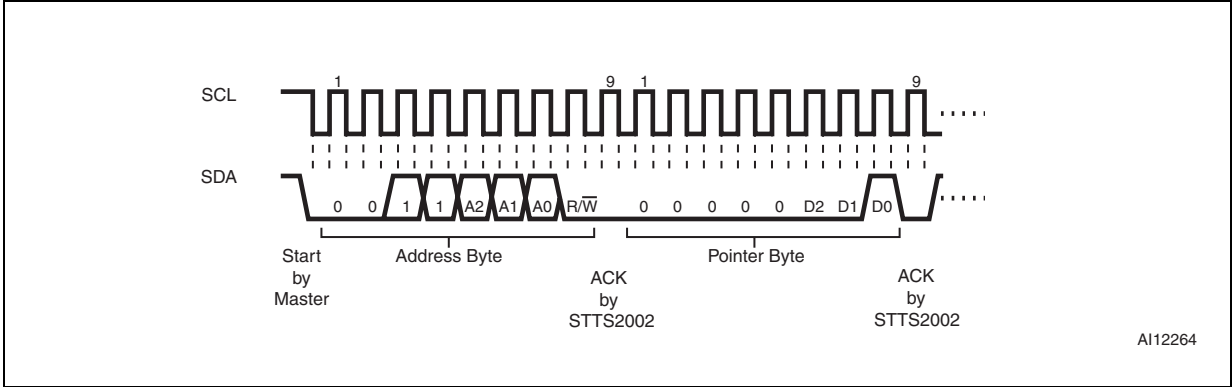 1 9 1 9
SCL
SDA
0 0 1 1 A2 A1 A0 R/W̅ 0 0 0 0 0 D2 D1 D0
Start
by
Master
Address Byte
ACK
by
STTS2002
Pointer Byte
ACK
by
STTS2002
AI12264